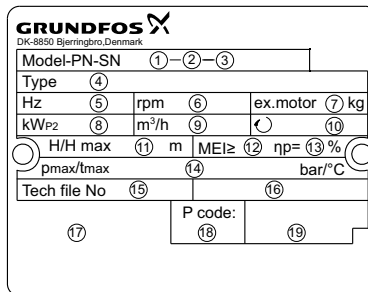 GRUNDFOS X
DK-8850 Bjerringbro,Denmark
Model-PN-SN ①–②–③
Type ④
Hz ⑤ rpm ⑥ ex.motor ⑦ kg
kWP2 ⑧ m³/h ⑨ ⑩
H/H max ⑪ m MEI≥ ⑫ ηp= ⑬ %
pmax/tmax ⑭ bar/°C
Tech file No ⑮ ⑯
P code:
⑰ ⑱ ⑲